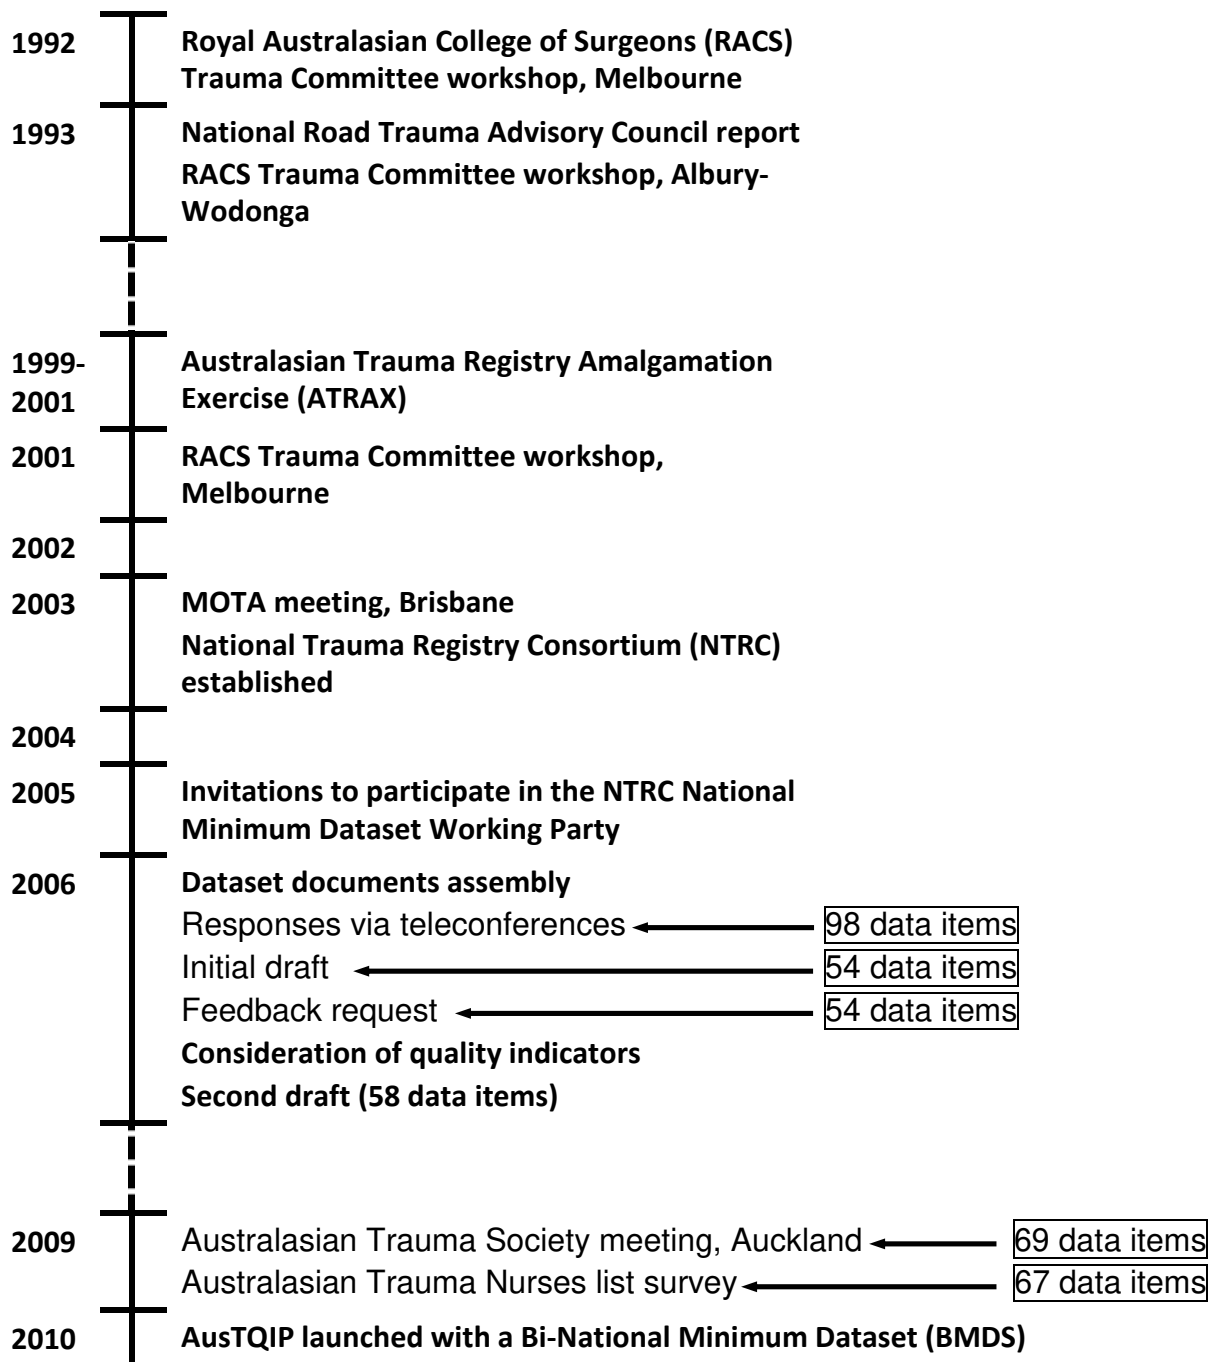 1992 Royal Australasian College of Surgeons (RACS)
Trauma Committee workshop, Melbourne
1993 National Road Trauma Advisory Council report
RACS Trauma Committee workshop, Albury-
Wodonga
1999- Australasian Trauma Registry Amalgamation
2001 Exercise (ATRAX)
2001 RACS Trauma Committee workshop,
Melbourne
2002
2003 MOTA meeting, Brisbane
National Trauma Registry Consortium (NTRC)
established
2004
2005 Invitations to participate in the NTRC National
Minimum Dataset Working Party
2006 Dataset documents assembly
Responses via teleconferences 98 data items
Initial draft 54 data items
Feedback request 54 data items
Consideration of quality indicators
Second draft (58 data items)
2009 Australasian Trauma Society meeting, Auckland 69 data items
Australasian Trauma Nurses list survey 67 data items
2010 AusTQIP launched with a Bi-National Minimum Dataset (BMDS)